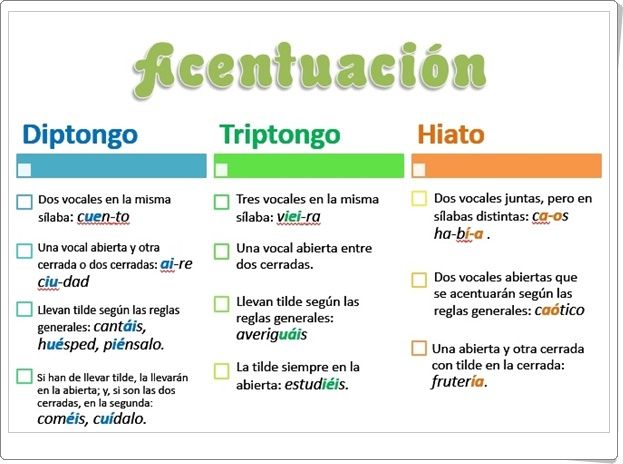 Acentuación
Diptongo
Dos vocales en la misma
sílaba: cuen-to
Una vocal abierta y otra
cerrada o dos cerradas: ai-re
ciu-dad
Llevan tilde según las reglas
generales: cantáis,
huésped, piénsalo.
Si han de llevar tilde, la llevarán
en la abierta; y, si son las dos
cerradas, en la segunda:
coméis, cuídalo.
Triptongo
Tres vocales en la misma
sílaba: viei-ra
Una vocal abierta entre
dos cerradas.
Llevan tilde según las
reglas generales:
averiguáis
La tilde siempre en la
abierta: estudiéis.
Hiato
Dos vocales juntas, pero en
sílabas distintas: ca-os
ha-bí-a .
Dos vocales abiertas que
se acentuarán según las
reglas generales: caótico
Una abierta y otra cerrada
con tilde en la cerrada:
frutería.